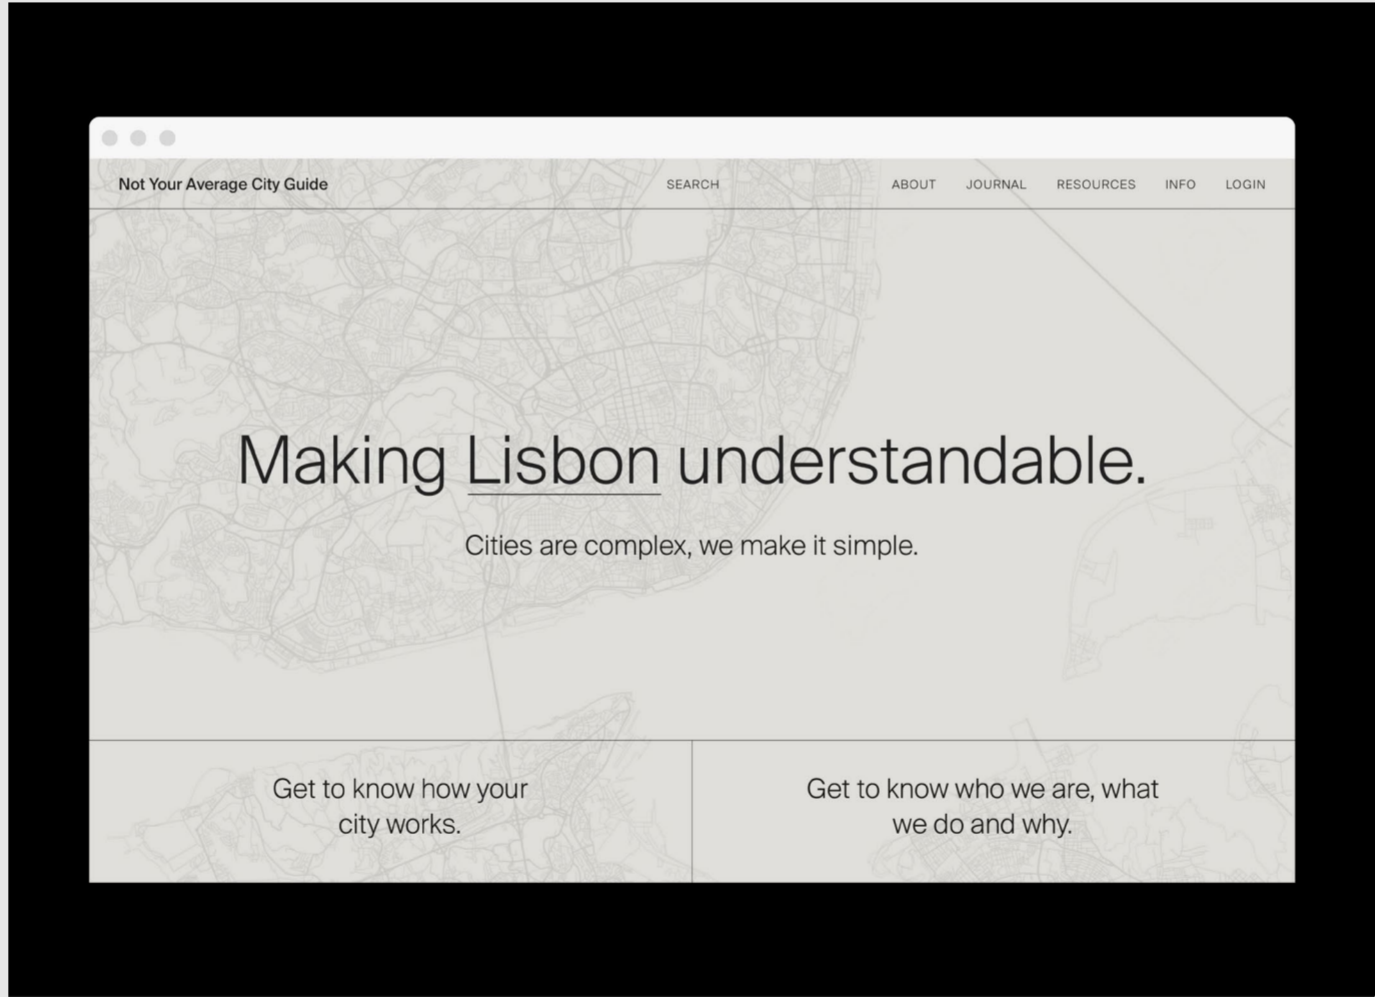 Not Your Average City Guide
SEARCH
ABOUT
JOURNAL
RESOURCES
INFO
LOGIN
Making Lisbon understandable.
Cities are complex, we make it simple.
Get to know how your
city works.
Get to know who we are, what
we do and why.